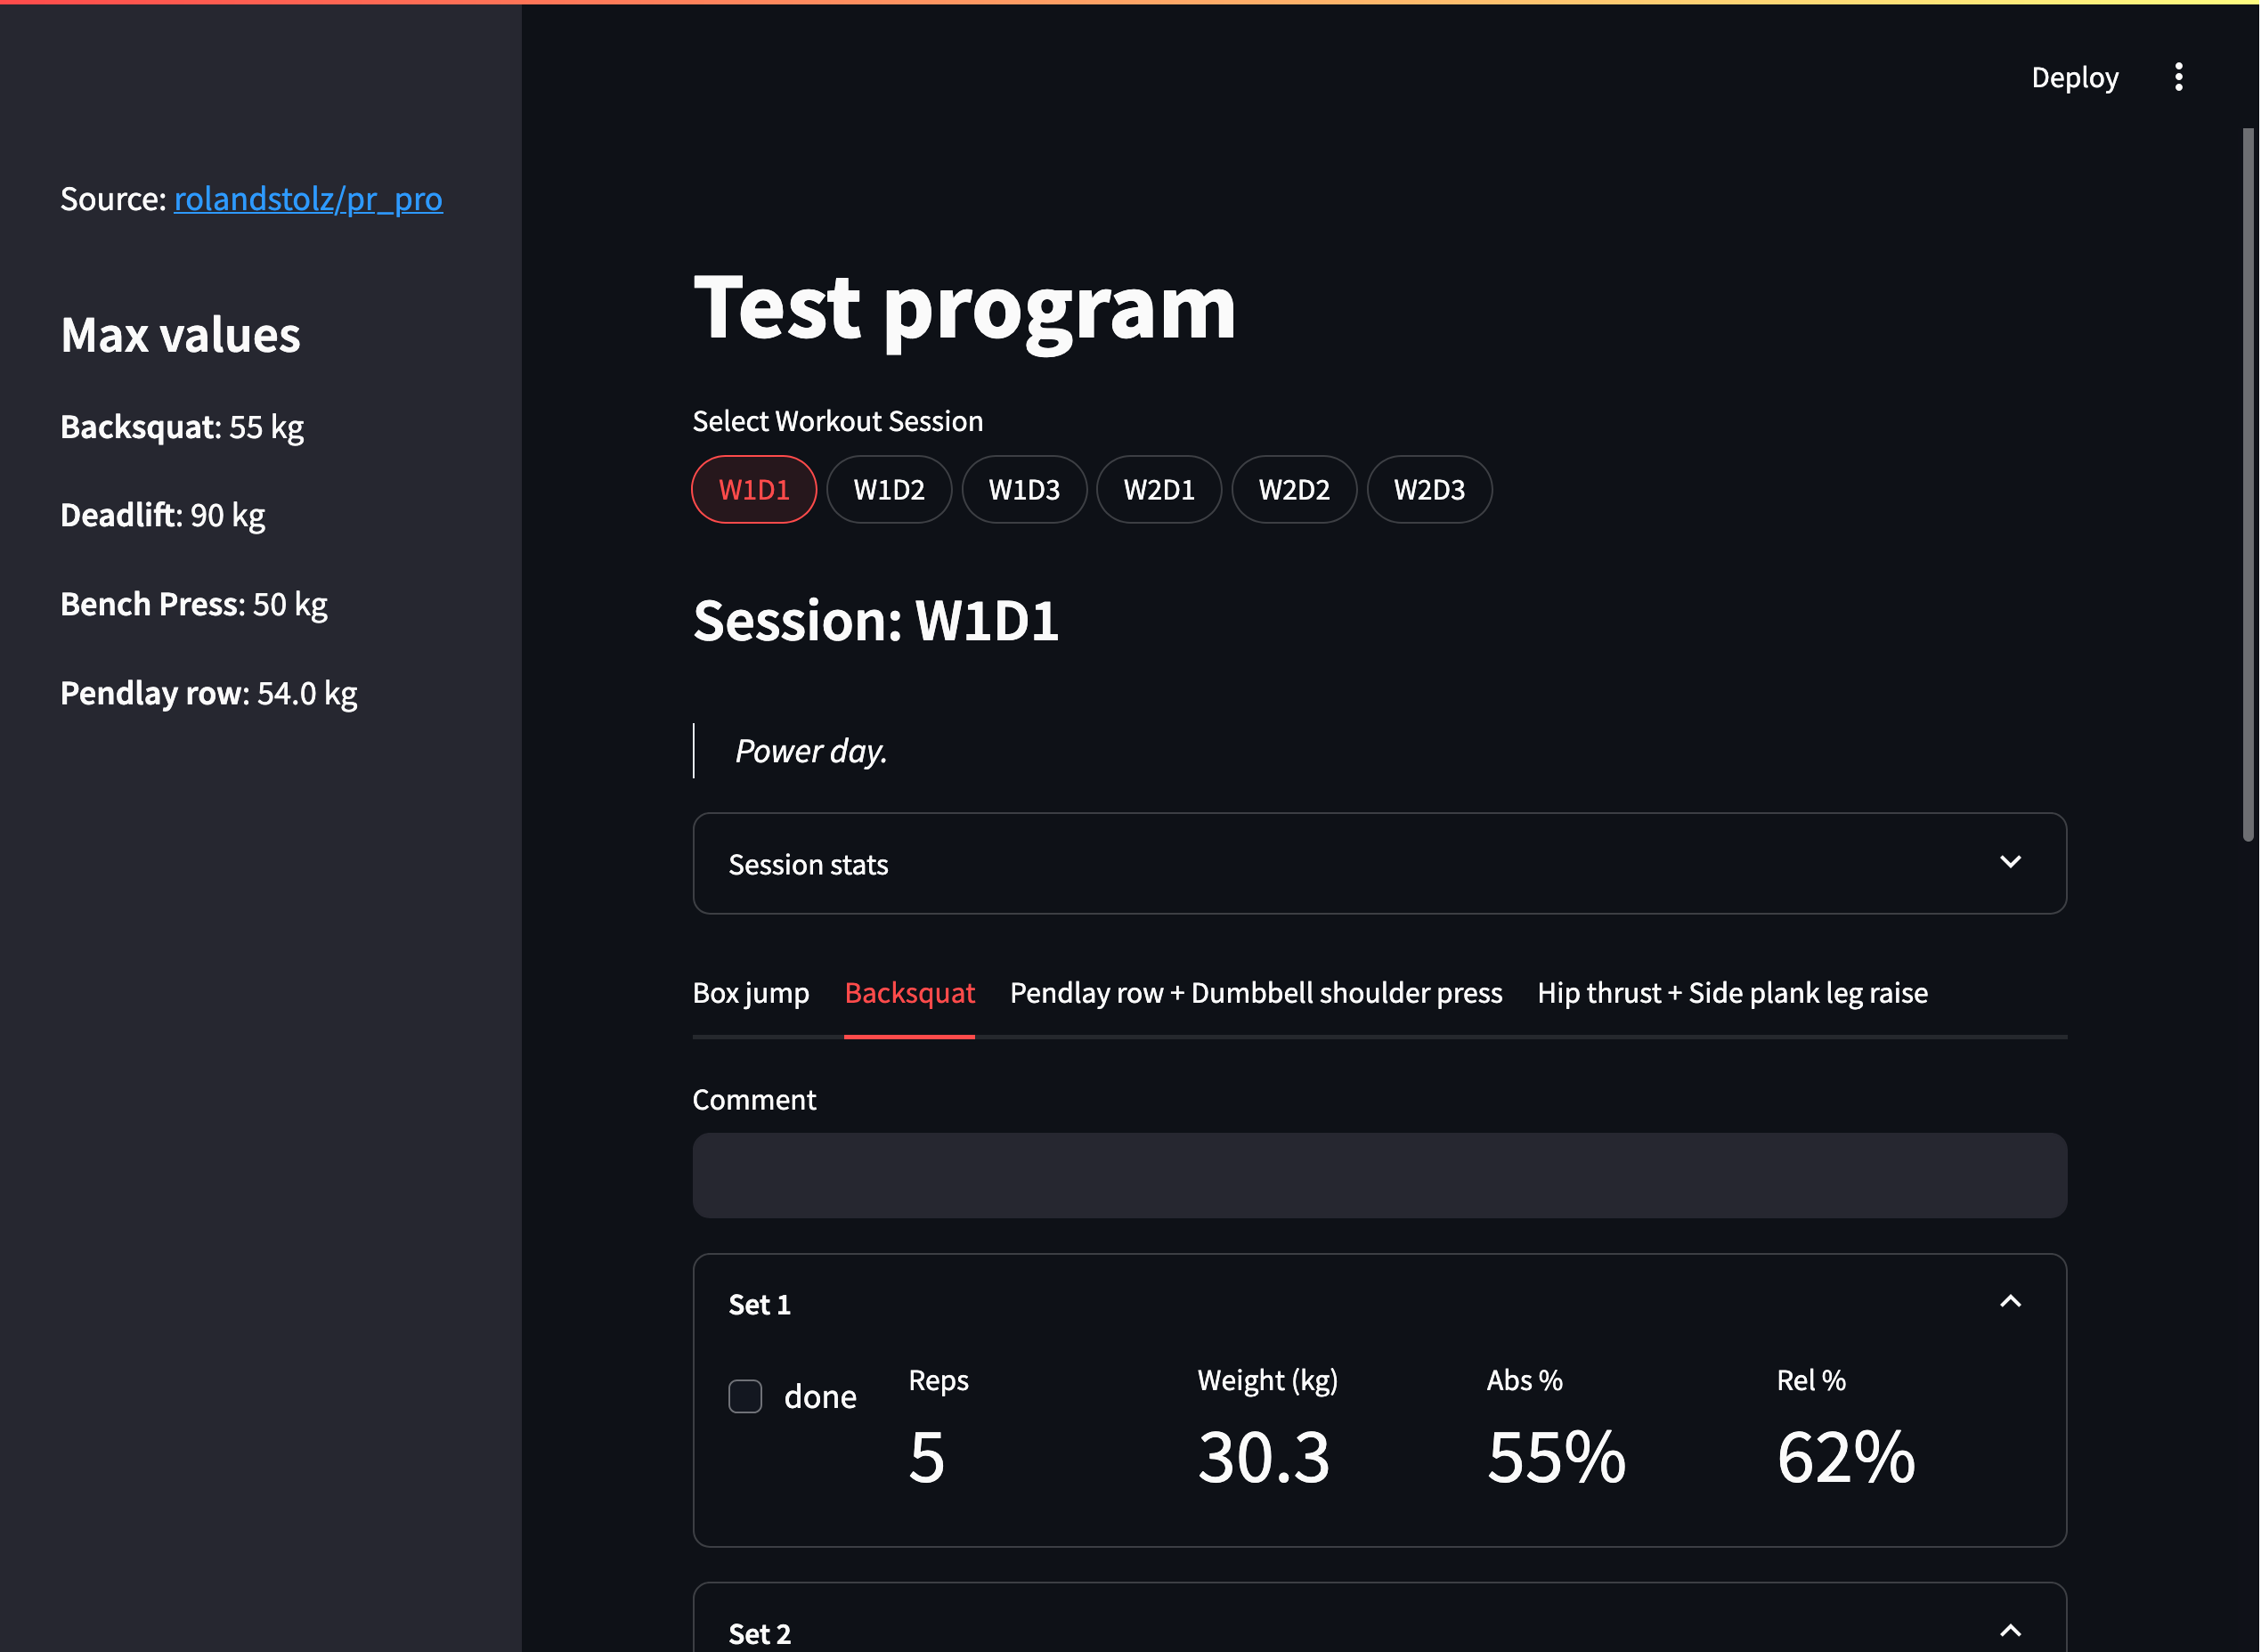 Deploy
Source: rolandstolz/pr_pro
Max values
Backsquat: 55 kg
Deadlift: 90 kg
Bench Press: 50 kg
Pendlay row: 54.0 kg
Test program
Select Workout Session
W1D1 W1D2 W1D3 W2D1 W2D2 W2D3
Session: W1D1
Power day.
Session stats
Box jump Backsquat Pendlay row + Dumbbell shoulder press Hip thrust + Side plank leg raise
Comment
Set 1
done
Reps Weight (kg) Abs % Rel %
5 30.3 55% 62%
Set 2